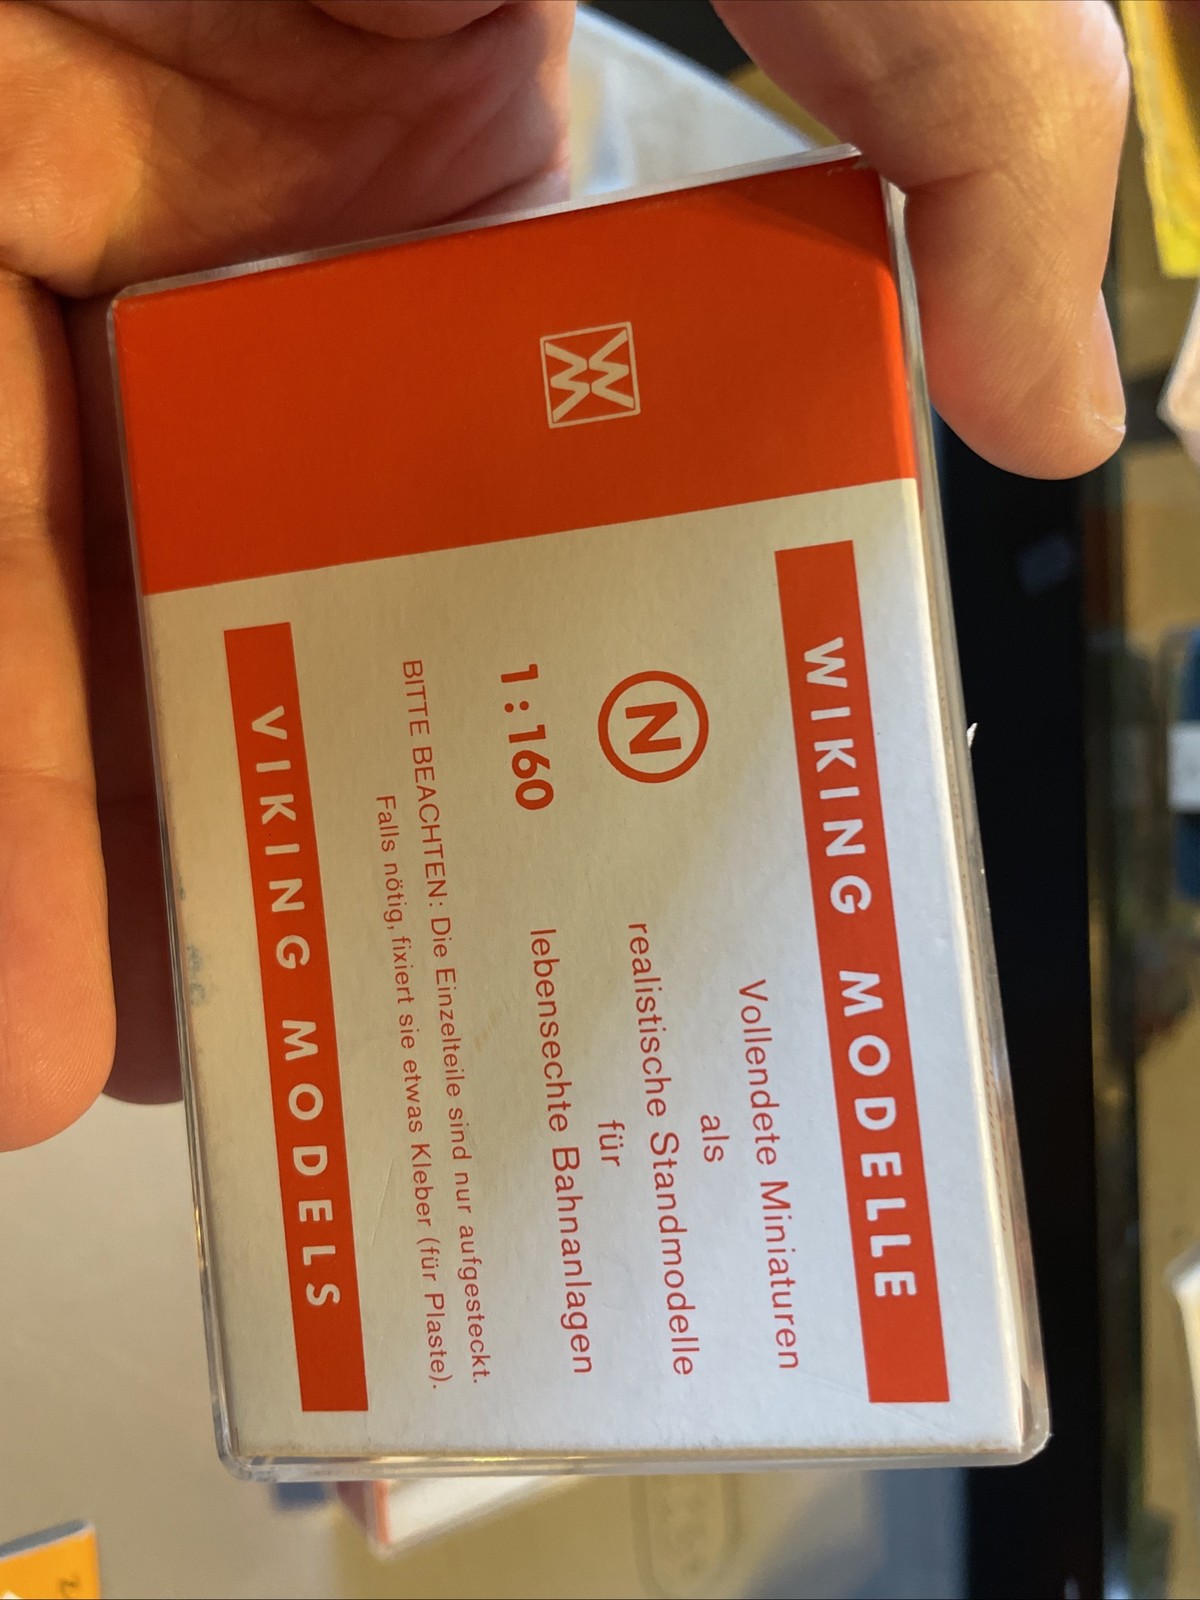 WIKING MODELLE
Vollendete Miniaturen
als
N
realistische Standmodelle
für
1:160
lebensechte Bahnanlagen
BITTE BEACHTEN: Die Einzelteile sind nur aufgesteckt.
Falls nötig, fixiert sie etwas Kleber (für Plaste).
VIKING MODELS